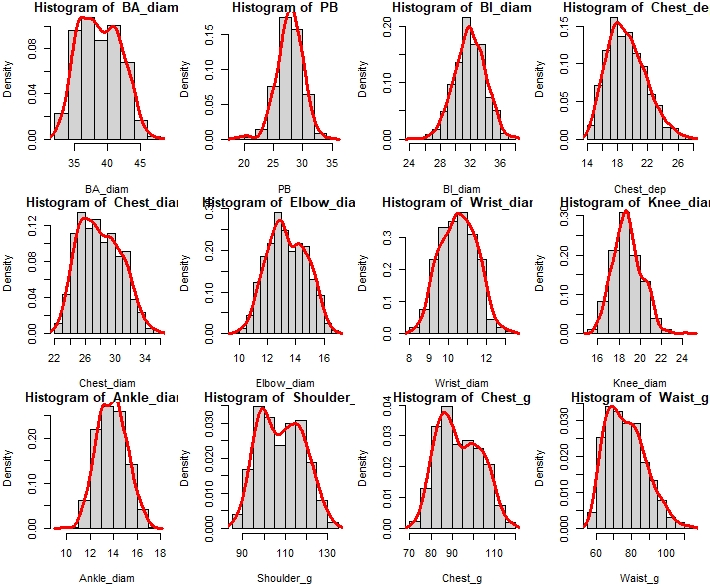 Histogram of BA_diam
Density
0.00 0.04 0.08
35 40 45
BA_diam
Histogram of PB
Density
0.00 0.05 0.10 0.15
20 25 30 35
PB
Histogram of BI_diam
Density
0.00 0.10 0.20
24 28 32 36
BI_diam
Histogram of Chest_de
Density
0.00 0.05 0.10 0.15
14 18 22 26
Chest_dep
Histogram of Chest_diar
Density
0.00 0.04 0.08 0.12
22 26 30 34
Chest_diam
Histogram of Elbow_dia
Density
0.00 0.10 0.20
10 12 14 16
Elbow_diam
Histogram of Wrist_diar
Density
0.0 0.1 0.2 0.3
8 9 10 12
Wrist_diam
Histogram of Knee_diar
Density
0.00 0.10 0.20 0.30
16 18 20 22 24
Knee_diam
Histogram of Ankle_diar
Density
0.00 0.10 0.20
10 12 14 16 18
Ankle_diam
Histogram of Shoulder_
Density
0.000 0.010 0.020 0.030
90 110 130
Shoulder_g
Histogram of Chest_g
Density
0.00 0.01 0.02 0.03 0.04
70 80 90 110
Chest_g
Histogram of Waist_g
Density
0.000 0.010 0.020 0.030
60 80 100
Waist_g